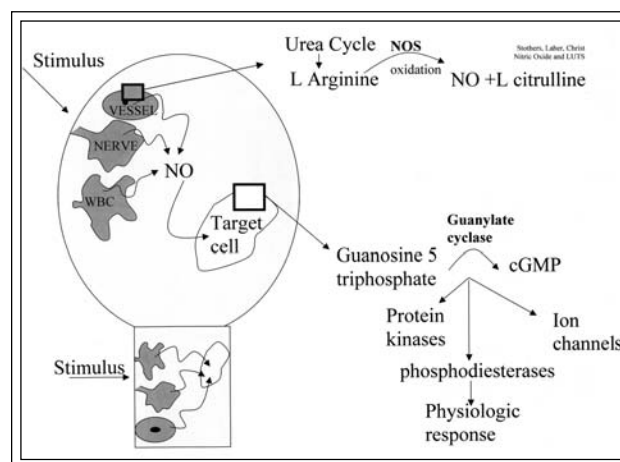 Stimulus
VESSEL
NERVE
WBC
NO
Target
cell
Urea Cycle
L Arginine
NOS
oxidation
NO +L citrulline
Stothers, Laber, Christ
Nitric Oxide and LUTS
Guanosine 5
triphosphate
Guanylate
cyclase
cGMP
Protein
kinases
Ion
channels
phosphodiesterases
Physiologic
response
Stimulus